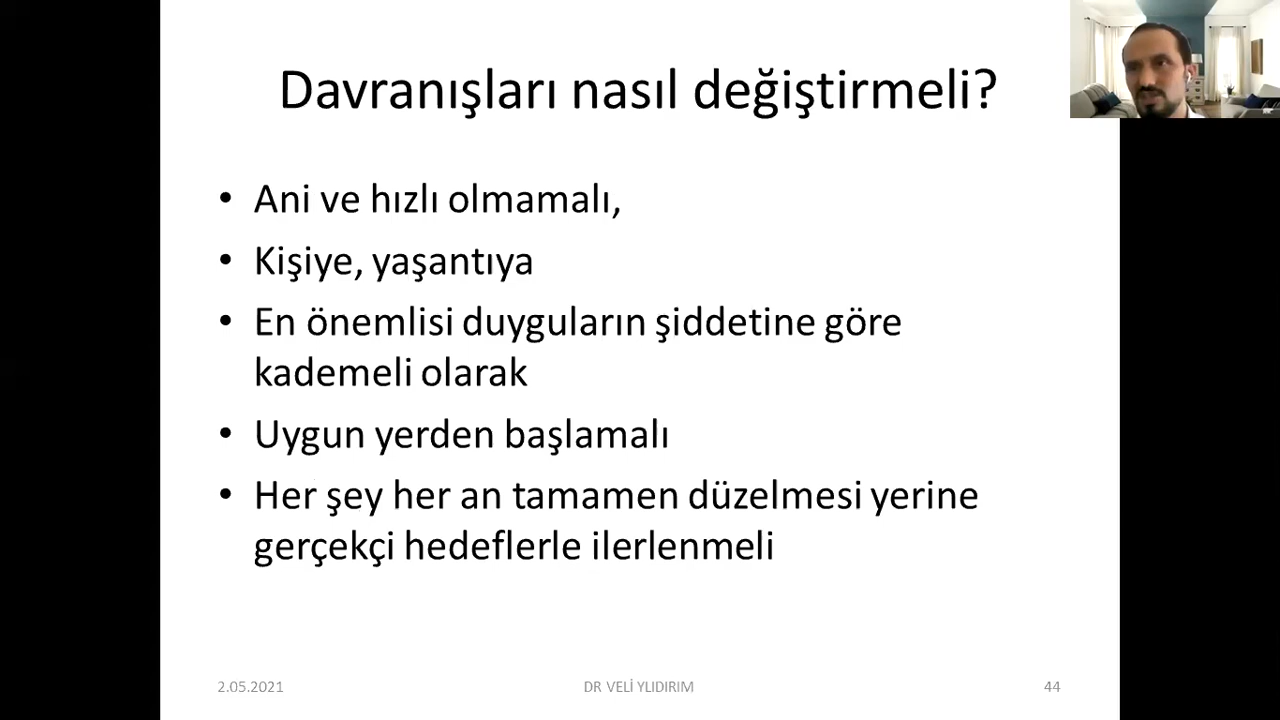 Davranışları nasıl değiştirmeli?
• Ani ve hızlı olmamalı,
• Kişiye, yaşantıya
• En önemlisi duyguların şiddetine göre
kademeli olarak
• Uygun yerden başlamalı
• Her şey her an tamamen düzelmesi yerine
gerçekçi hedeflerle ilerlenmeli
2.05.2021
DR VELİ YLIDIRIM
44